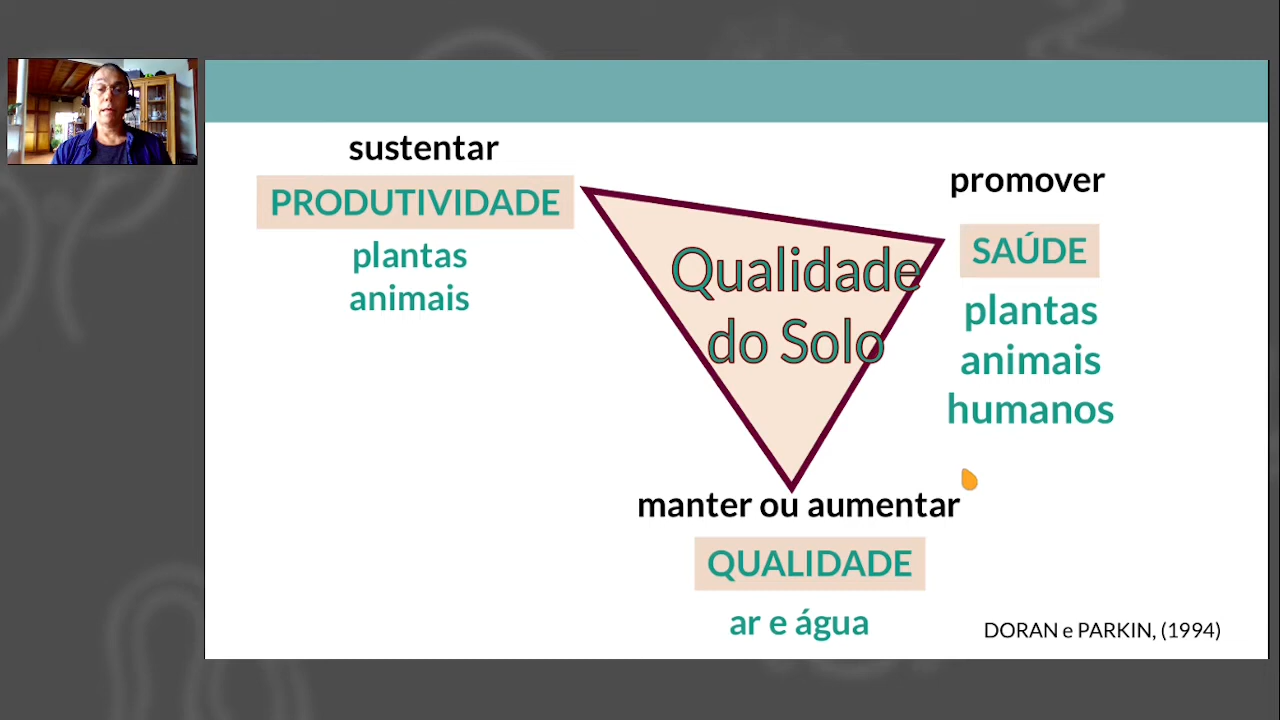 sustentar
PRODUTIVIDADE
plantas
animais
promover
SAÚDE
plantas
animais
humanos
Qualidade
do Solo
manter ou aumentar
QUALIDADE
ar e água
DORAN e PARKIN, (1994)